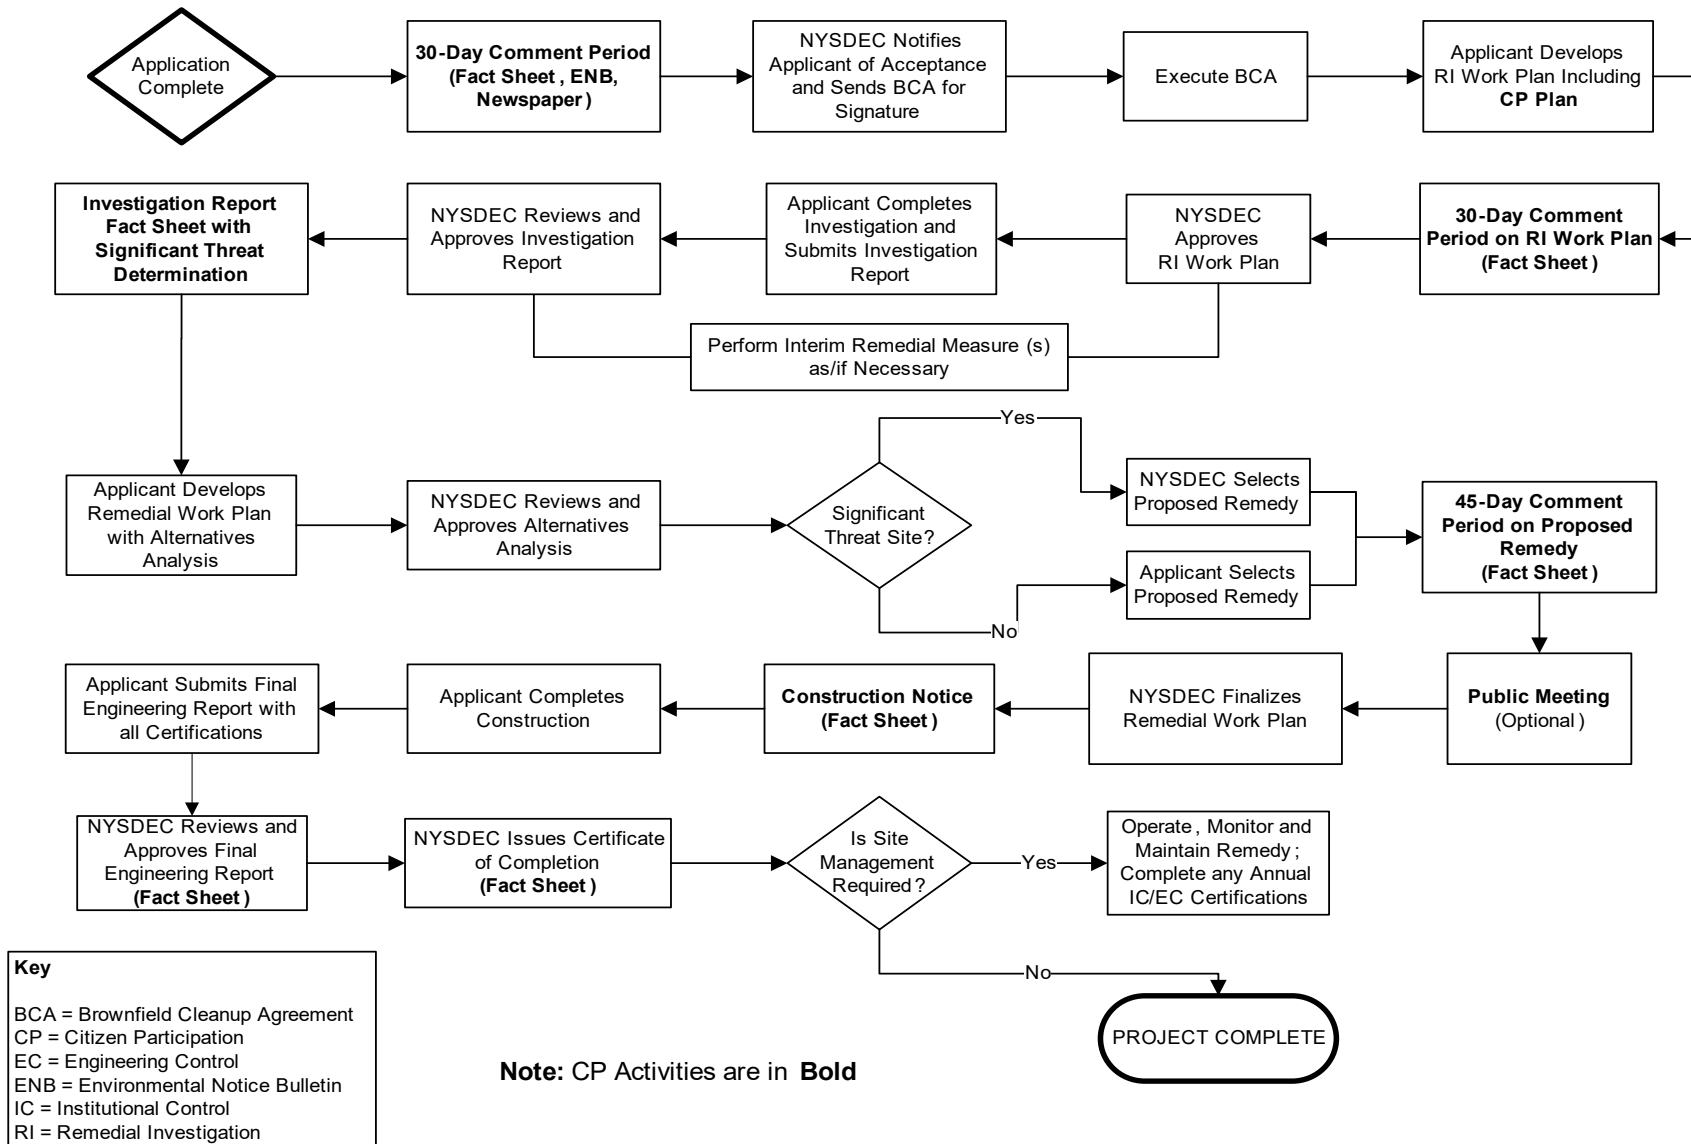 Application
Complete
30-Day Comment Period
(Fact Sheet , ENB,
Newspaper )
NYSDEC Notifies
Applicant of Acceptance
and Sends BCA for
Signature
Execute BCA
Applicant Develops
RI Work Plan Including
CP Plan
30-Day Comment
Period on RI Work Plan
(Fact Sheet )
NYSDEC
Approves
RI Work Plan
Applicant Completes
Investigation and
Submits Investigation
Report
NYSDEC Reviews and
Approves Investigation
Report
Investigation Report
Fact Sheet with
Significant Threat
Determination
Perform Interim Remedial Measure (s)
as/if Necessary
Applicant Develops
Remedial Work Plan
with Alternatives
Analysis
NYSDEC Reviews and
Approves Alternatives
Analysis
Significant
Threat Site?
Yes
No
NYSDEC Selects
Proposed Remedy
Applicant Selects
Proposed Remedy
45-Day Comment
Period on Proposed
Remedy
(Fact Sheet )
Public Meeting
(Optional )
NYSDEC Finalizes
Remedial Work Plan
Construction Notice
(Fact Sheet )
Applicant Completes
Construction
Applicant Submits Final
Engineering Report with
all Certifications
NYSDEC Reviews and
Approves Final
Engineering Report
(Fact Sheet )
NYSDEC Issues Certificate
of Completion
(Fact Sheet )
Is Site
Management
Required ?
Yes
Operate , Monitor and
Maintain Remedy ;
Complete any Annual
IC/EC Certifications
No
PROJECT COMPLETE
Key
BCA = Brownfield Cleanup Agreement
CP = Citizen Participation
EC = Engineering Control
ENB = Environmental Notice Bulletin
IC = Institutional Control
RI = Remedial Investigation
Note: CP Activities are in Bold